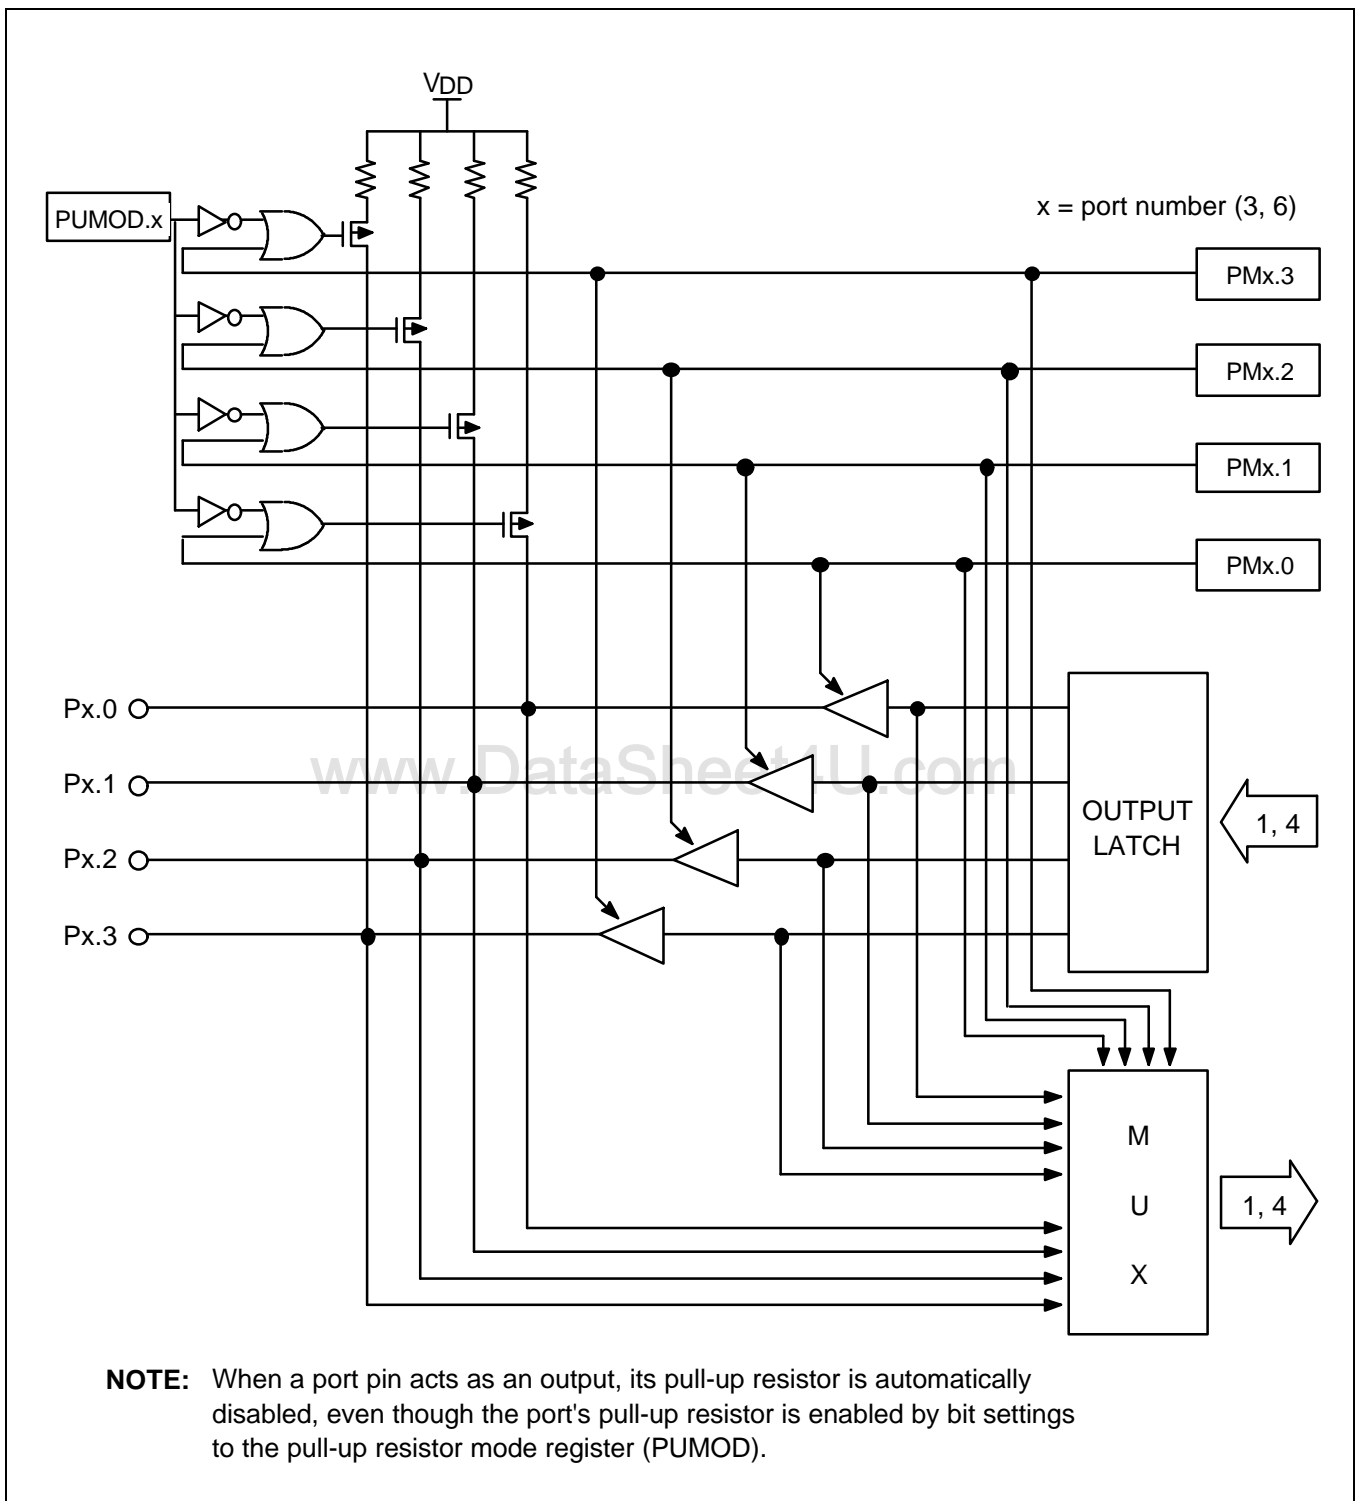 VDD
PUMOD.x
x = port number (3, 6)
PMx.3
PMx.2
PMx.1
PMx.0
Px.0
www.DataSheet4U.com
Px.1
OUTPUT
LATCH
1, 4
Px.2
Px.3
M
U
X
1, 4
NOTE: When a port pin acts as an output, its pull-up resistor is automatically
disabled, even though the port's pull-up resistor is enabled by bit settings
to the pull-up resistor mode register (PUMOD).